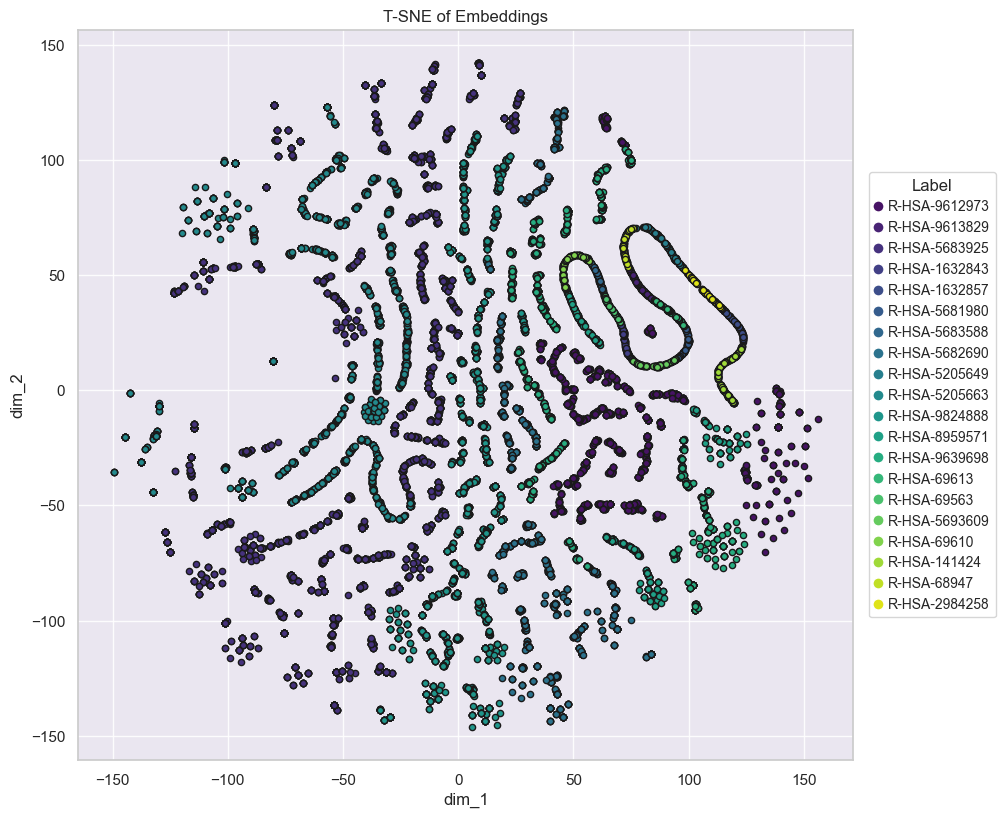 T-SNE of Embeddings
150
100
50
0
−50
−100
−150
dim_2
−150
−100
−50
0
50
100
150
dim_1
Label
R-HSA-9612973
R-HSA-9613829
R-HSA-5683925
R-HSA-1632843
R-HSA-1632857
R-HSA-5681980
R-HSA-5683588
R-HSA-5682690
R-HSA-5205649
R-HSA-5205663
R-HSA-9824888
R-HSA-8959571
R-HSA-9639698
R-HSA-69613
R-HSA-69563
R-HSA-5693609
R-HSA-69610
R-HSA-141424
R-HSA-68947
R-HSA-2984258